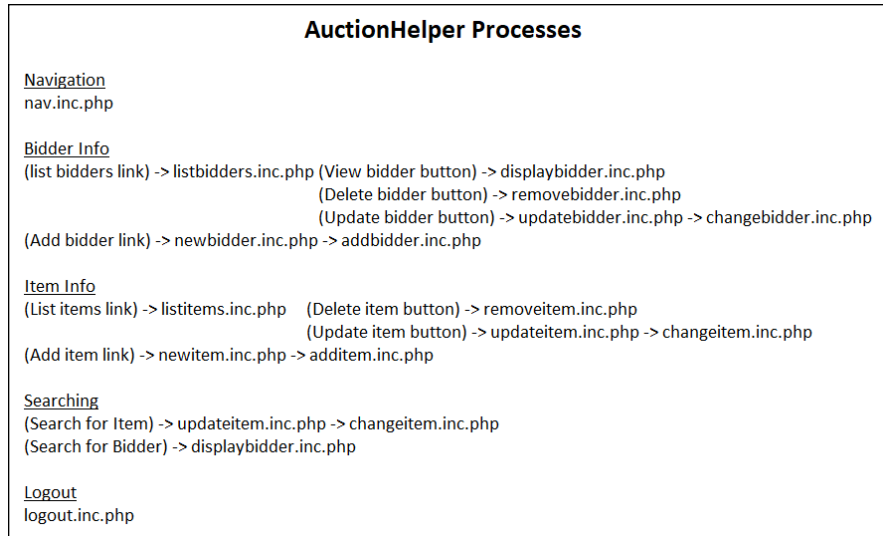 AuctionHelper Processes
Navigation
nav.inc.php
Bidder Info
(list bidders link) -> listbidders.inc.php (View bidder button) -> displaybidder.inc.php
(Delete bidder button) -> removebidder.inc.php
(Update bidder button) -> updatebidder.inc.php -> changebidder.inc.php
(Add bidder link) -> newbidder.inc.php -> addbidder.inc.php
Item Info
(List items link) -> listitems.inc.php (Delete item button) -> removeitem.inc.php
(Update item button) -> updateitem.inc.php -> changeitem.inc.php
(Add item link) -> newitem.inc.php -> additem.inc.php
Searching
(Search for Item) -> updateitem.inc.php -> changeitem.inc.php
(Search for Bidder) -> displaybidder.inc.php
Logout
logout.inc.php